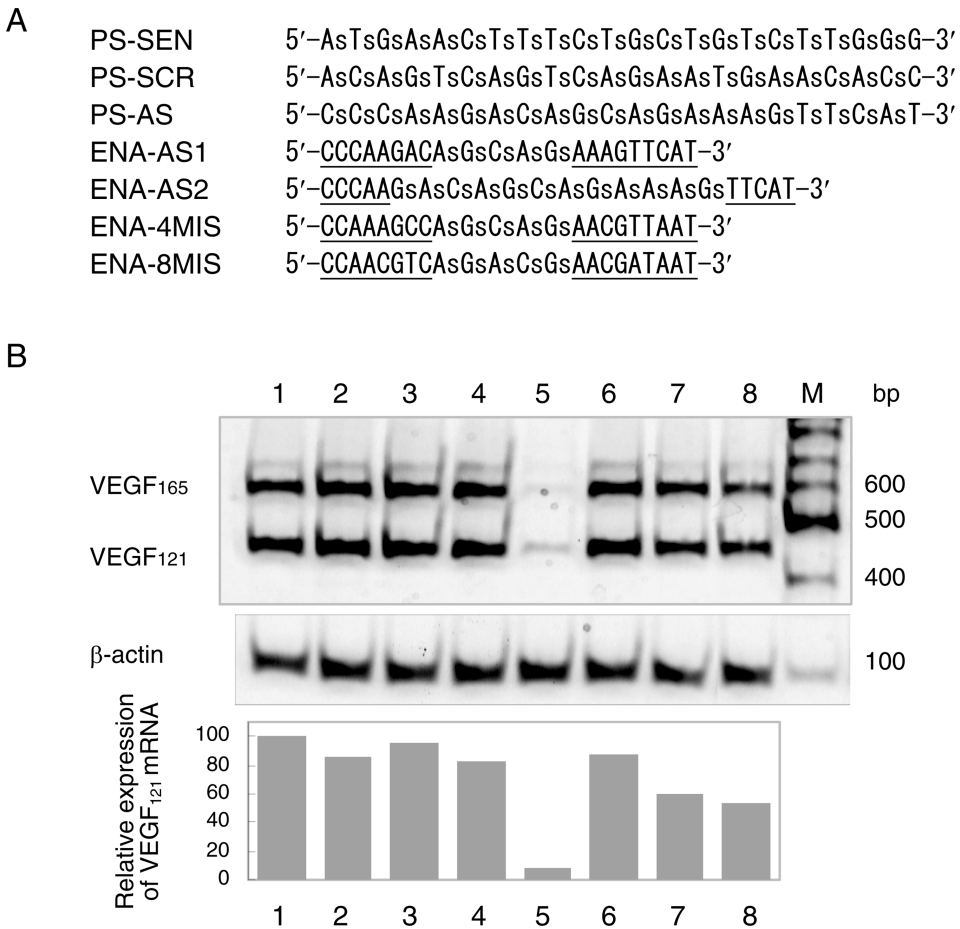 A
PS-SEN 5′–AsTsGsAsAsCsTsTsTsCsTsGsCsTsGsTsCsTsTsGsGsG–3′
PS-SCR 5′–AsCsAsGsTsCsAsGsTsCsAsGsAsAsTsGsAsAsCsAsCsC–3′
PS-AS 5′–CsCsCsAsAsGsAsCsAsGsCsAsGsAsAsAsGsTsTsCsAsT–3′
ENA-AS1 5′–CCCAAGACAsGsCsAsGsAAAGTTCAT–3′
ENA-AS2 5′–CCCAAGsAsCsAsGsCsAsGsAsAsAsGsTTCAT–3′
ENA-4MIS 5′–CCAAAGCCAsGsCsAsGsAACGTTAAT–3′
ENA-8MIS 5′–CCAACGTCAsGsAsCsGsAACGATAAT–3′
B
1 2 3 4 5 6 7 8 M bp
VEGF165 600
500
VEGF121
400
β-actin 100
Relative expression
of VEGF121 mRNA
100
80
60
40
20
0
1 2 3 4 5 6 7 8